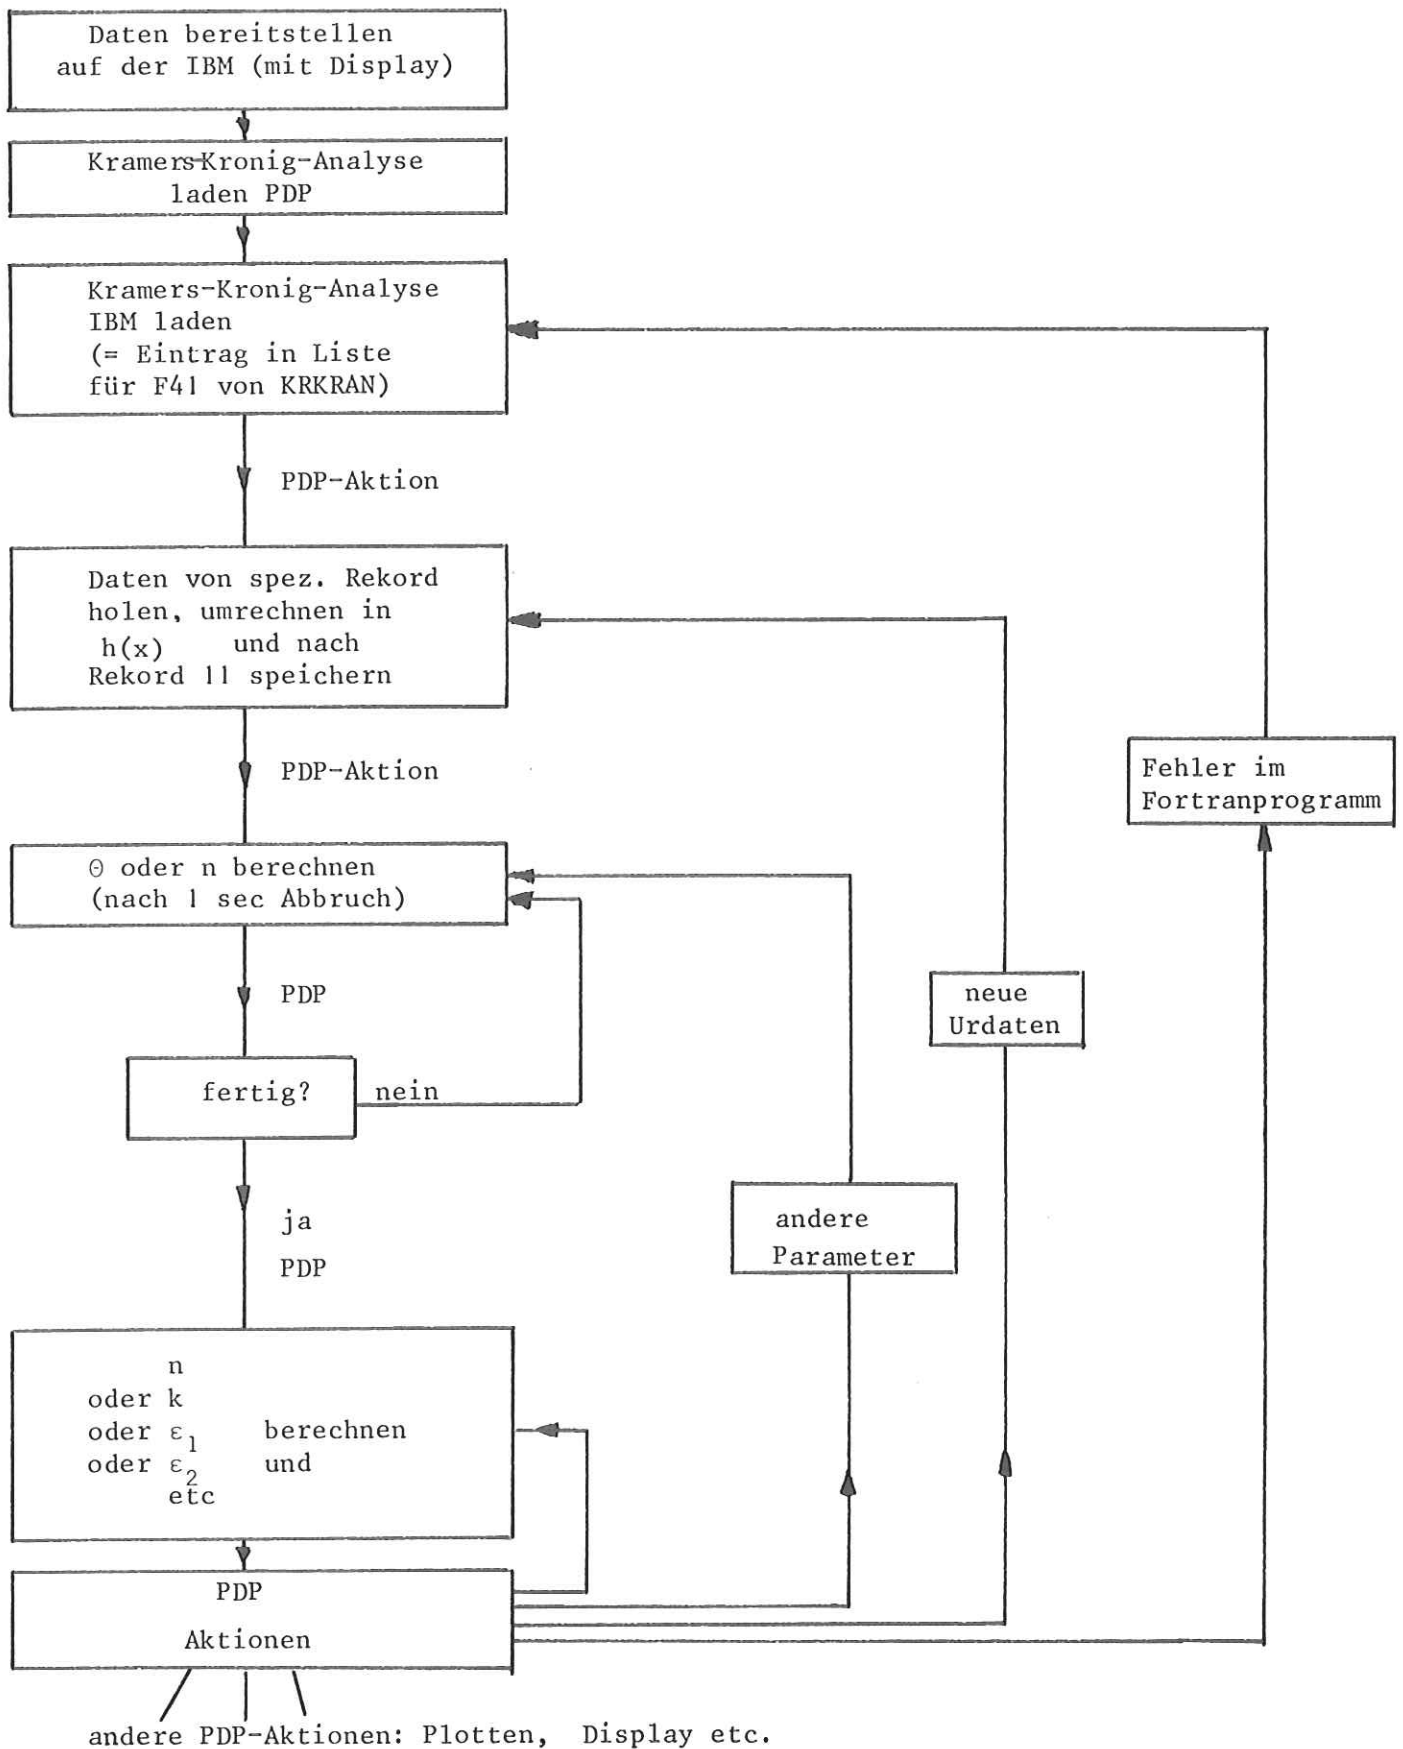 Daten bereitstellen
auf der IBM (mit Display)
Kramers-Kronig-Analyse
laden PDP
Kramers-Kronig-Analyse
IBM laden
(= Eintrag in Liste
für F41 von KRKRAN)
PDP-Aktion
Daten von spez. Rekord
holen, umrechnen in
h(x) und nach
Rekord 11 speichern
PDP-Aktion
Fehler im
Fortranprogramm
Θ oder n berechnen
(nach 1 sec Abbruch)
PDP
neue
Urdaten
fertig?
nein
ja
PDP
andere
Parameter
n
oder k
oder ε₁ berechnen
oder ε₂ und
etc
PDP
Aktionen
andere PDP-Aktionen: Plotten, Display etc.